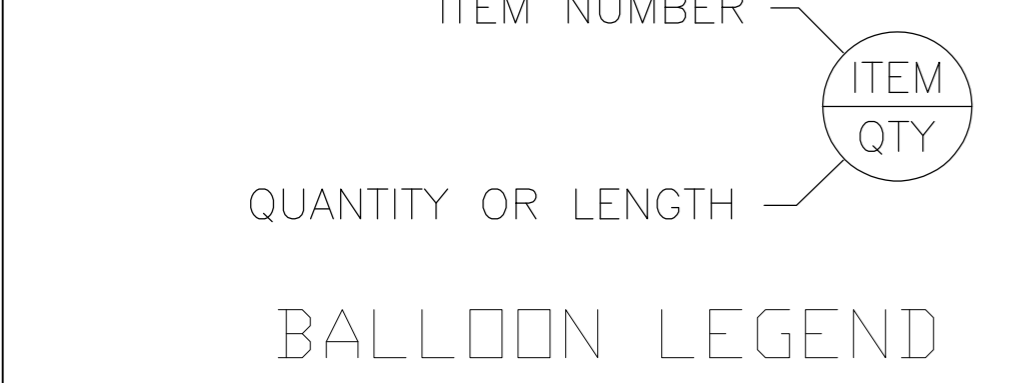 ITEM NUMBER
ITEM
QTY
QUANTITY OR LENGTH
BALLOON LEGEND